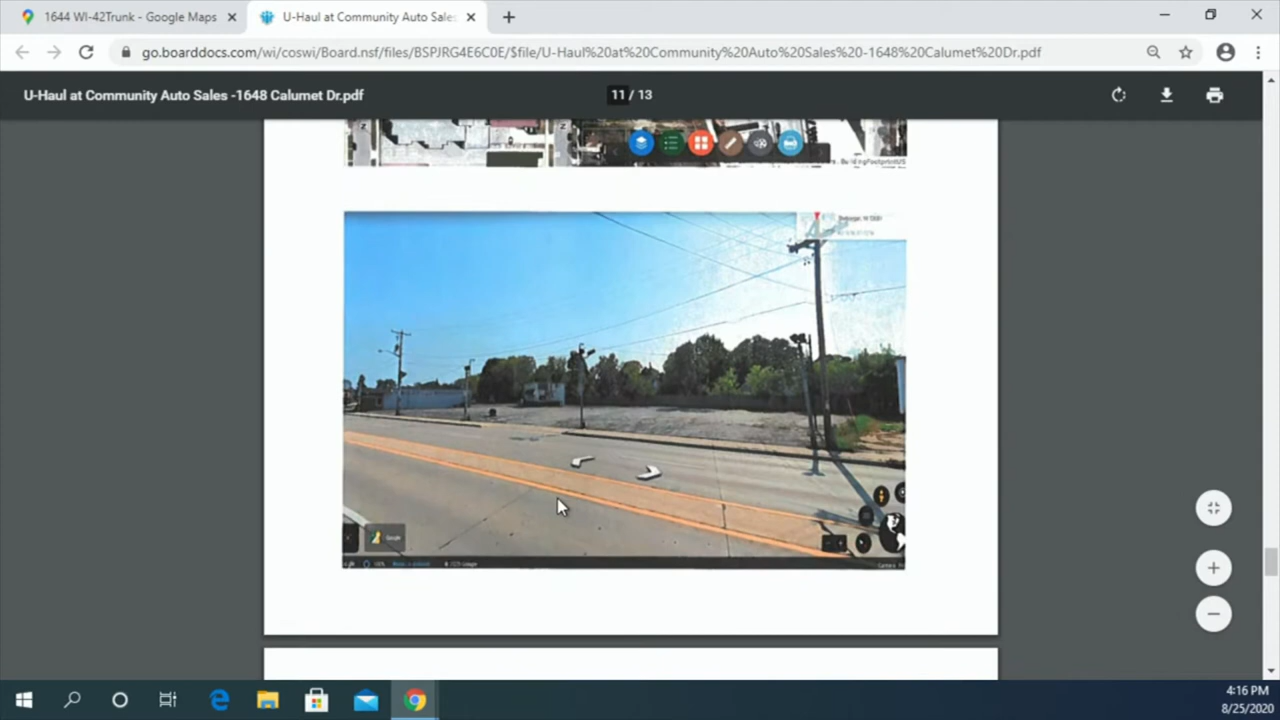 1644 WI-42Trunk - Google Maps
U-Haul at Community Auto Sales
go.boarddocs.com/wi/coswi/Board.nsf/files/BSPJRG4E6C0E/$file/U-Haul%20at%20Community%20Auto%20Sales%20-1648%20Calumet%20Dr.pdf
U-Haul at Community Auto Sales -1648 Calumet Dr.pdf
11 / 13
Google
4:16 PM
8/25/2020